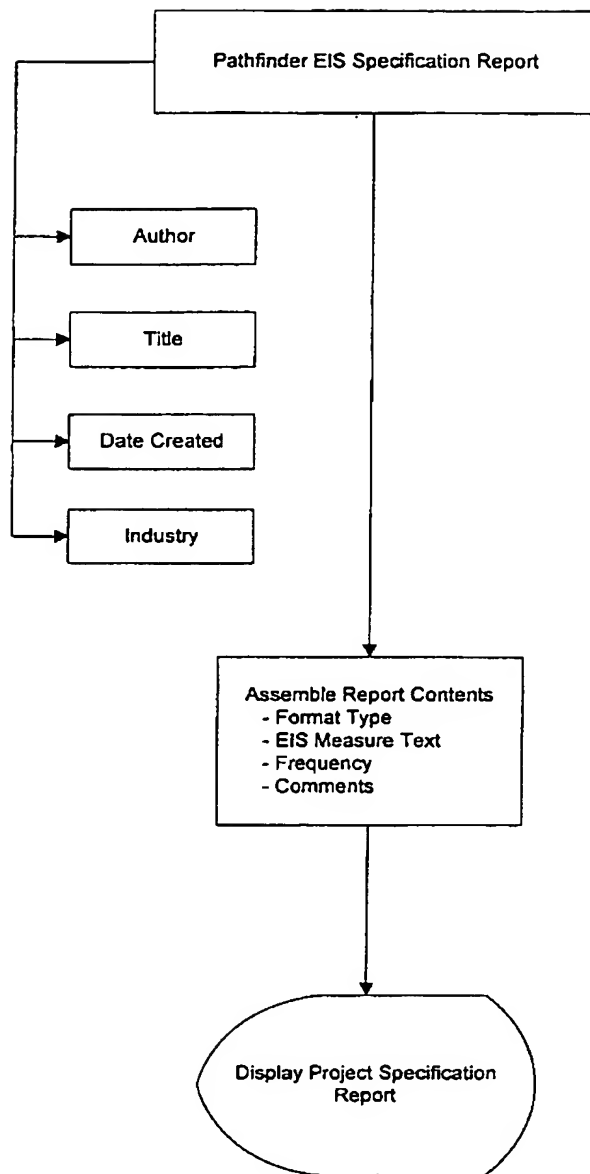 Pathfinder EIS Specification Report
Author
Title
Date Created
Industry
Assemble Report Contents
- Format Type
- EIS Measure Text
- Frequency
- Comments
Display Project Specification
Report